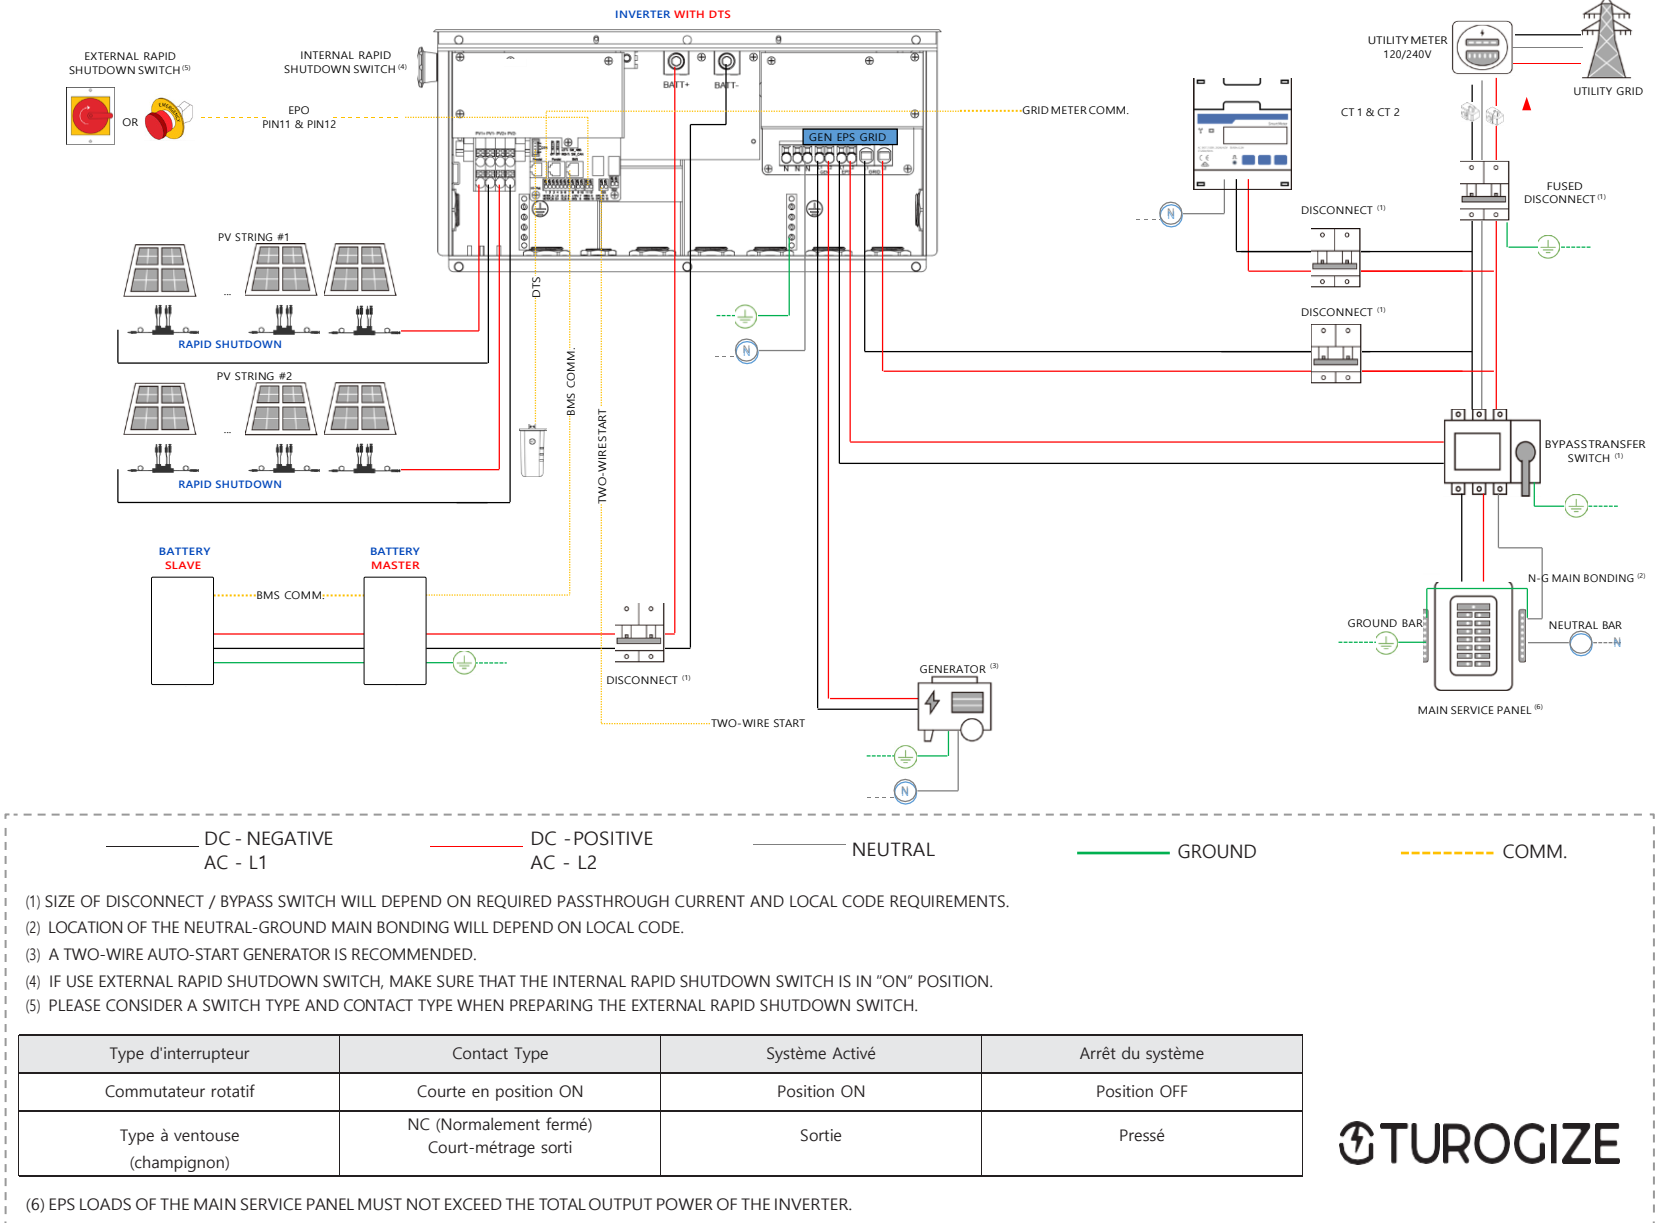 INVERTER WITH DTS
EXTERNAL RAPID
SHUTDOWN SWITCH (5)
INTERNAL RAPID
SHUTDOWN SWITCH (4)
OR
EMERGENCY
EPO
PIN11 & PIN12
BATT+
BATT-
GEN EPS GRID
N N N
GEN
EPS
GRID
GRID METER COMM.
UTILITY METER
120/240V
UTILITY GRID
CT 1 & CT 2
FUSED
DISCONNECT (1)
DISCONNECT (1)
DISCONNECT (1)
N
PV STRING #1
...
RAPID SHUTDOWN
PV STRING #2
...
RAPID SHUTDOWN
DTS
BMS COMM.
TWO-WIRESTART
N
BYPASS TRANSFER
SWITCH (1)
BATTERY
SLAVE
BATTERY
MASTER
BMS COMM.
DISCONNECT (1)
TWO-WIRE START
GENERATOR (3)
N
N-G MAIN BONDING (2)
GROUND BAR
NEUTRAL BAR
N
MAIN SERVICE PANEL (6)
DC - NEGATIVE
AC - L1
DC -POSITIVE
AC - L2
NEUTRAL
GROUND
COMM.
(1) SIZE OF DISCONNECT / BYPASS SWITCH WILL DEPEND ON REQUIRED PASSTHROUGH CURRENT AND LOCAL CODE REQUIREMENTS.
(2) LOCATION OF THE NEUTRAL-GROUND MAIN BONDING WILL DEPEND ON LOCAL CODE.
(3) A TWO-WIRE AUTO-START GENERATOR IS RECOMMENDED.
(4) IF USE EXTERNAL RAPID SHUTDOWN SWITCH, MAKE SURE THAT THE INTERNAL RAPID SHUTDOWN SWITCH IS IN “ON” POSITION.
(5) PLEASE CONSIDER A SWITCH TYPE AND CONTACT TYPE WHEN PREPARING THE EXTERNAL RAPID SHUTDOWN SWITCH.
Type d'interrupteur
Contact Type
Système Activé
Arrêt du système
Commutateur rotatif
Courte en position ON
Position ON
Position OFF
Type à ventouse
(champignon)
NC (Normalement fermé)
Court-métrage sorti
Sortie
Pressé
TUROGIZE
(6) EPS LOADS OF THE MAIN SERVICE PANEL MUST NOT EXCEED THE TOTAL OUTPUT POWER OF THE INVERTER.